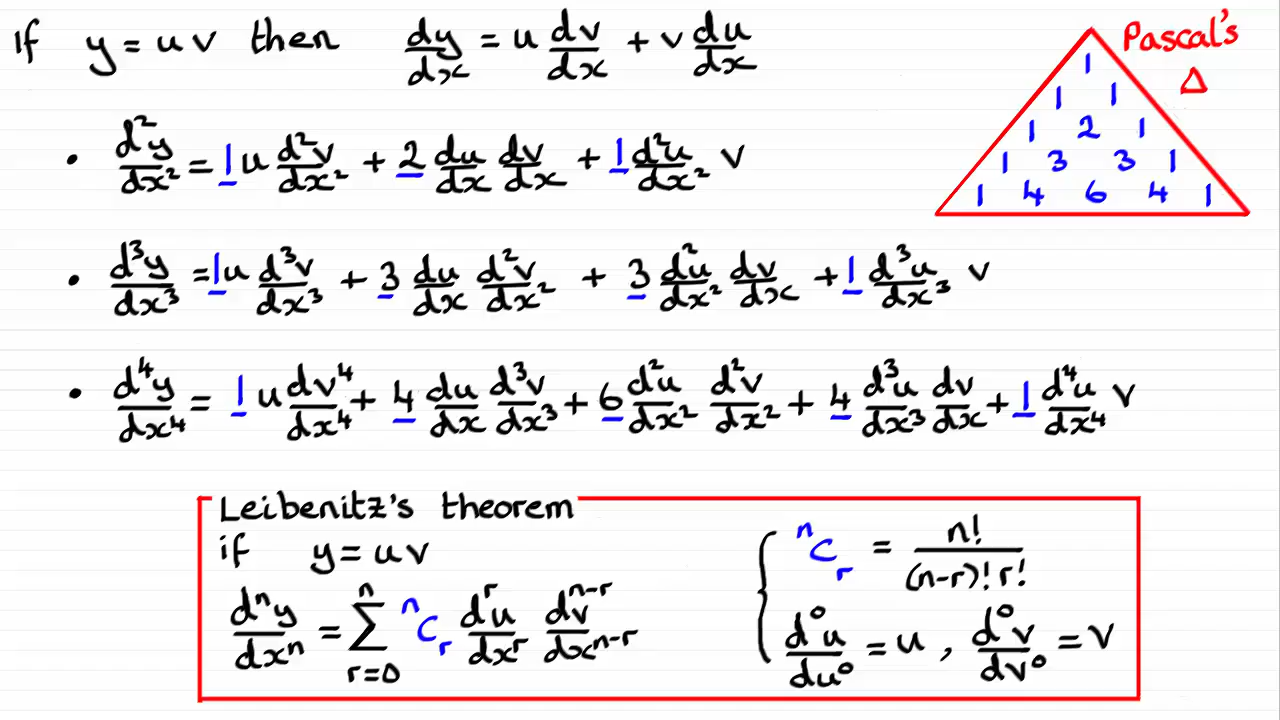 If y = uv then dy/dx = u dv/dx + v du/dx
Pascal's
Δ
1
1 1
1 2 1
1 3 3 1
1 4 6 4 1
• d²y/dx² = 1 u d²v/dx² + 2 du/dx dv/dx + 1 d²u/dx² v
• d³y/dx³ = 1 u d³v/dx³ + 3 du/dx d²v/dx² + 3 d²u/dx² dv/dx + 1 d³u/dx³ v
• d⁴y/dx⁴ = 1 u dv⁴/dx⁴ + 4 du/dx d³v/dx³ + 6 d²u/dx² d²v/dx² + 4 d³u/dx³ dv/dx + 1 d⁴u/dx⁴ v
Leibenitz's theorem
if y = uv
dⁿy/dxⁿ = Σ_{r=0}^{n} ⁿCᵣ dʳu/dxʳ dvⁿ⁻ʳ/dxⁿ⁻ʳ
{ ⁿCᵣ = n!/(n-r)! r!
d⁰u/du⁰ = u, d⁰v/dv⁰ = v